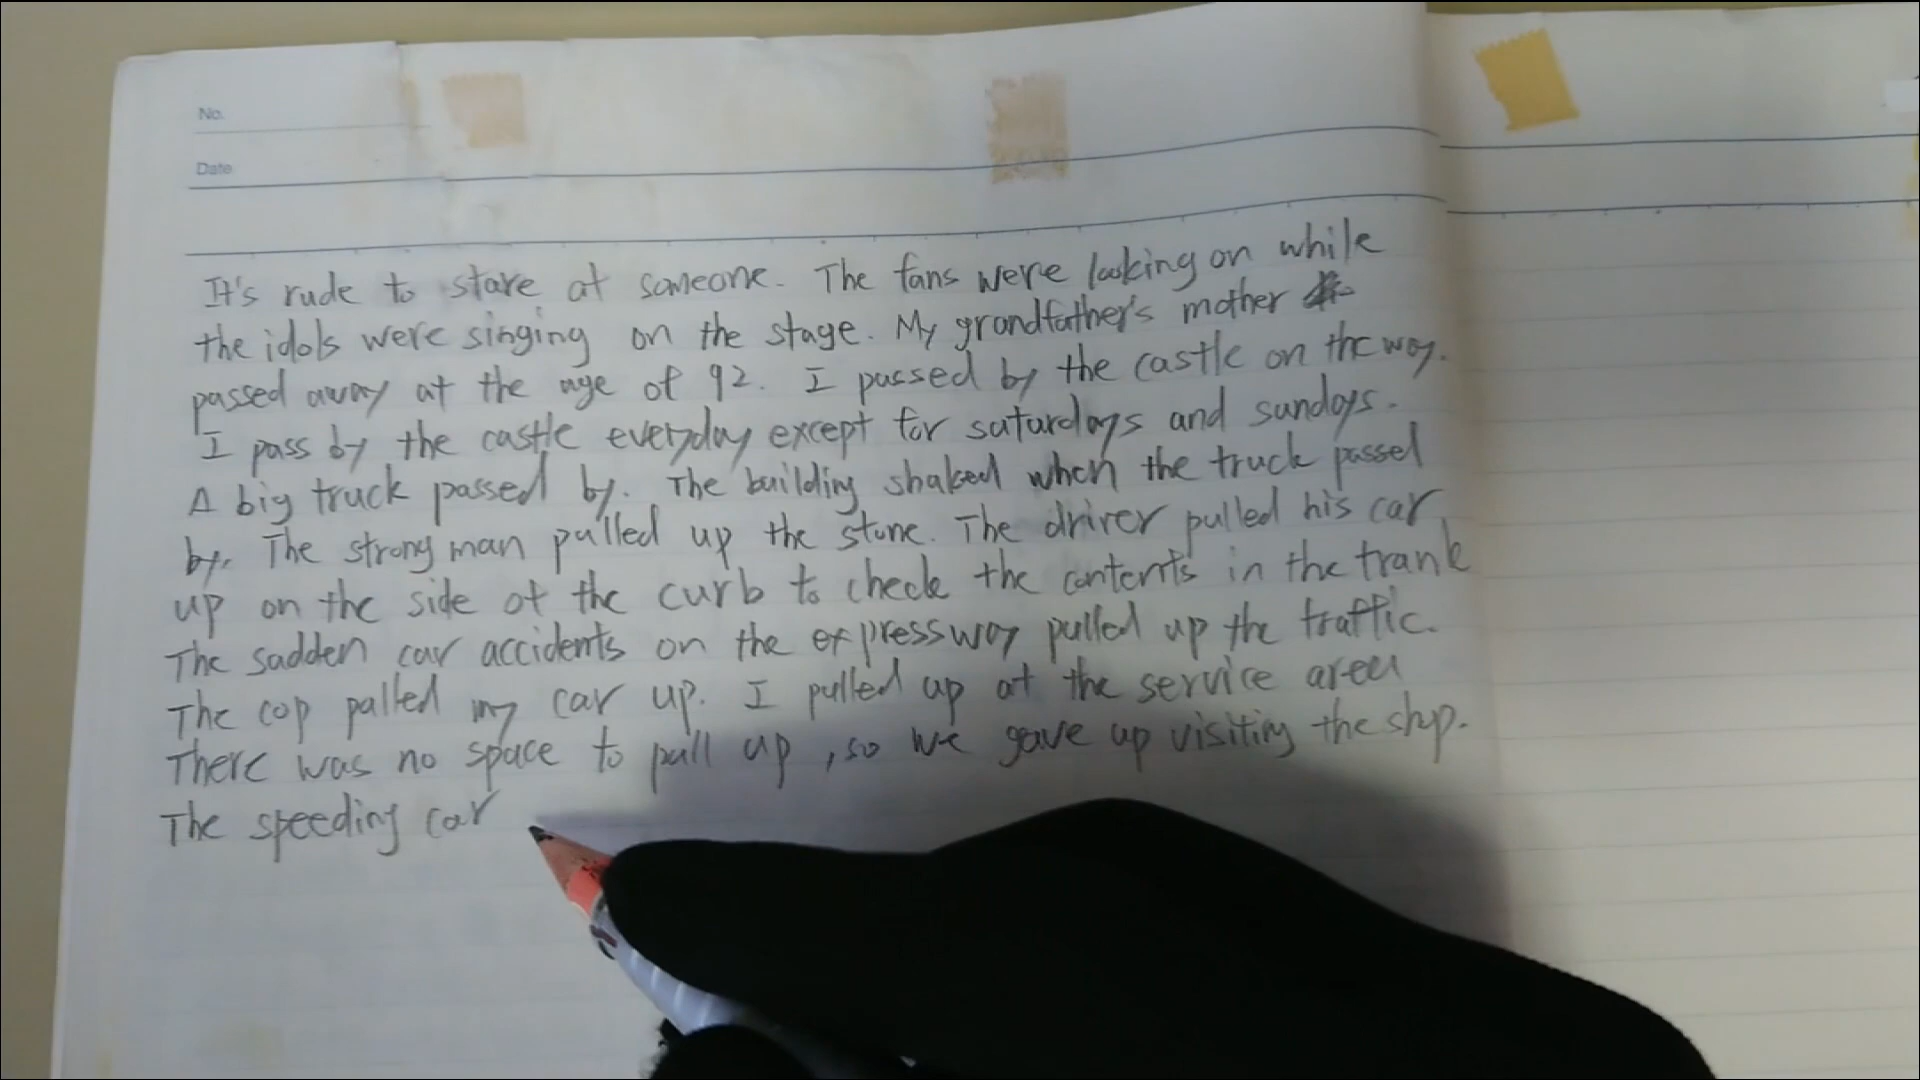 No.
Date
It's rude to stare at someone. The fans were looking on while
the idols were singing on the stage. My grandfather's mother
passed away at the age of 92. I passed by the castle on the way.
I pass by the castle everyday except for saturdays and sundays.
A big truck passed by. The building shaked when the truck passed
by. The strong man pulled up the stone. The driver pulled his car
up on the side of the curb to check the contents in the trank
The sadden car accidents on the expressway pulled up the traffic.
The cop palled my car up. I pulled up at the service area
There was no space to pull up, so we gave up visiting the shop.
The speeding car